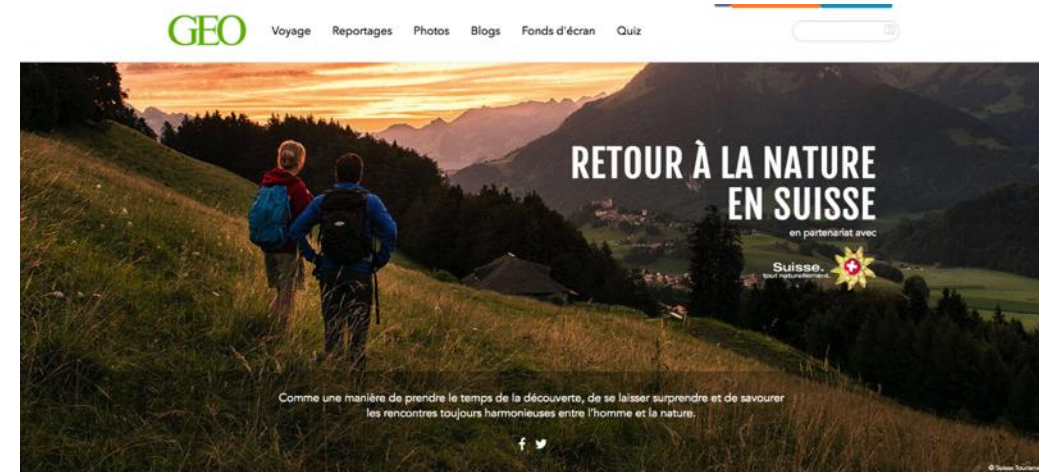 GEO
Voyage Reportages Photos Blogs Fonds d'écran Quiz
RETOUR À LA NATURE
EN SUISSE
en partenariat avec
Suisse.
tout naturellement.
Comme une manière de prendre le temps de la découverte, de se laisser surprendre et de savourer
les rencontres toujours harmonieuses entre l'homme et la nature.
© Suisse Tourisme